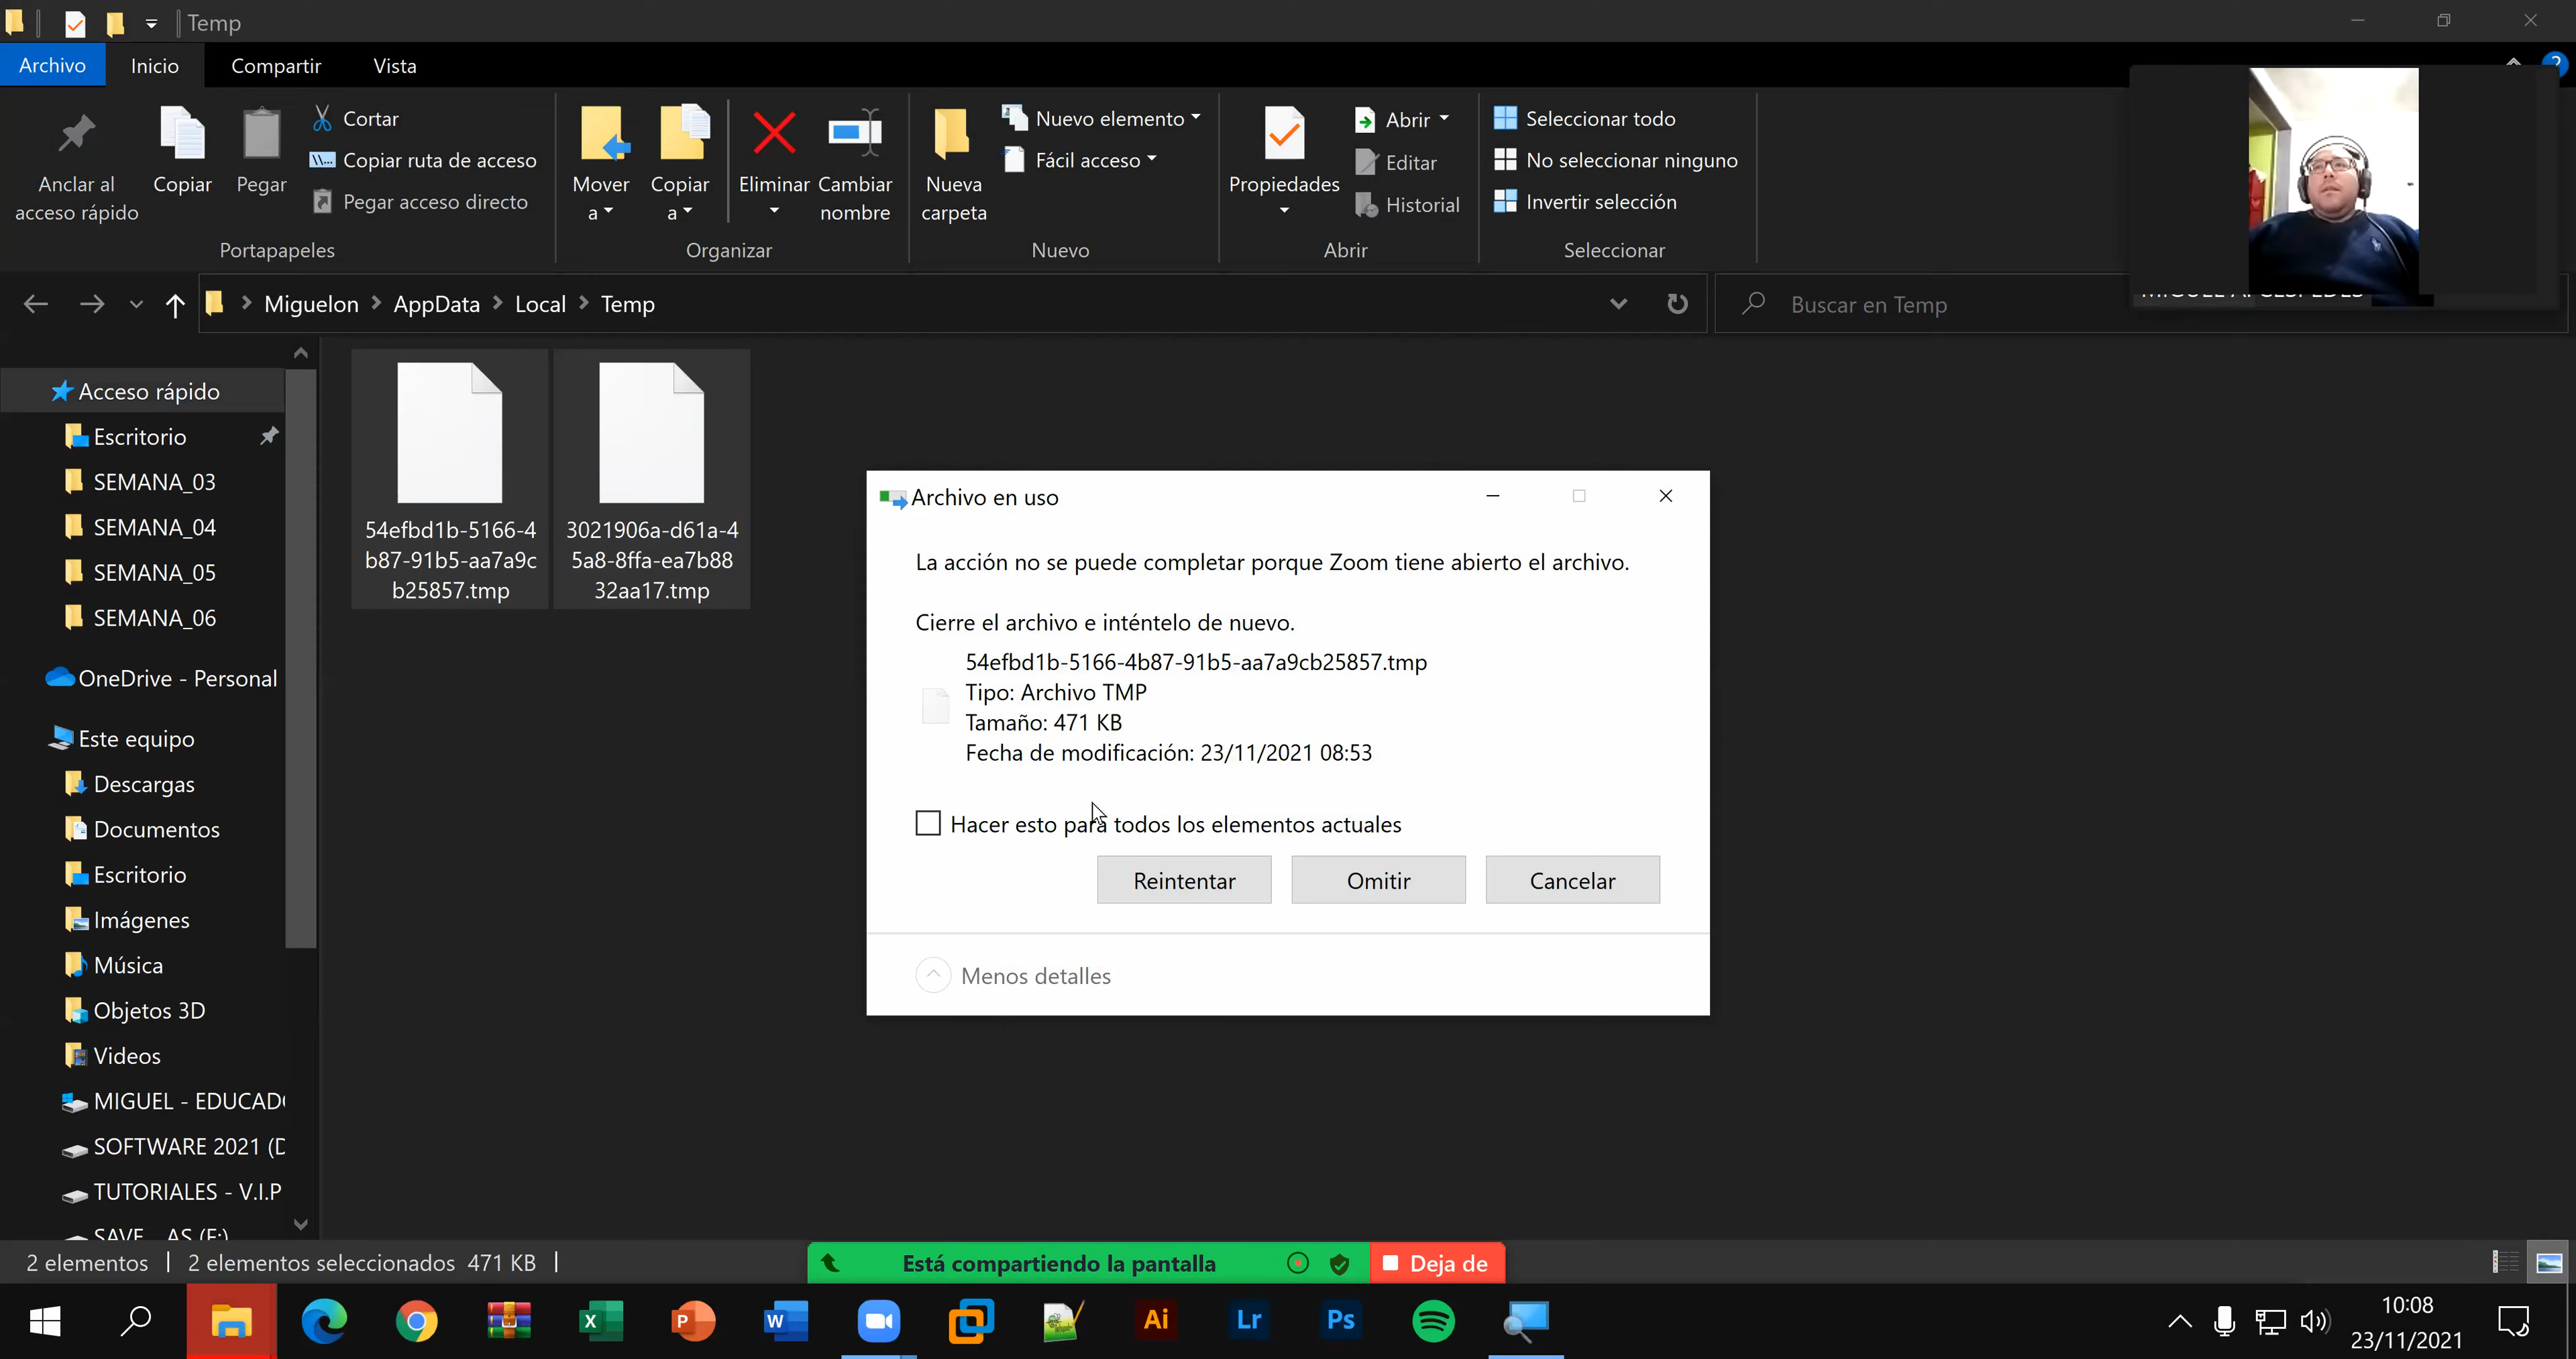 Temp
Archivo
Inicio
Compartir
Vista
?
Anclar al
acceso rápido
Copiar
Pegar
Cortar
Copiar ruta de acceso
Pegar acceso directo
Portapapeles
Mover
a
Copiar
a
Eliminar
Cambiar
nombre
Organizar
Nueva
carpeta
Nuevo elemento
Fácil acceso
Nuevo
Propiedades
Abrir
Editar
Historial
Abrir
Seleccionar todo
No seleccionar ninguno
Invertir selección
Seleccionar
Miguelon > AppData > Local > Temp
Buscar en Temp
Acceso rápido
Escritorio
SEMANA_03
SEMANA_04
SEMANA_05
SEMANA_06
OneDrive - Personal
Este equipo
Descargas
Documentos
Escritorio
Imágenes
Música
Objetos 3D
Videos
MIGUEL - EDUCAD
SOFTWARE 2021 (D
TUTORIALES - V.I.P
54efbd1b-5166-4
b87-91b5-aa7a9c
b25857.tmp
3021906a-d61a-4
5a8-8ffa-ea7b88
32aa17.tmp
Archivo en uso
La acción no se puede completar porque Zoom tiene abierto el archivo.
Cierre el archivo e inténtelo de nuevo.
54efbd1b-5166-4b87-91b5-aa7a9cb25857.tmp
Tipo: Archivo TMP
Tamaño: 471 KB
Fecha de modificación: 23/11/2021 08:53
Hacer esto para todos los elementos actuales
Reintentar
Omitir
Cancelar
Menos detalles
2 elementos
2 elementos seleccionados 471 KB
Está compartiendo la pantalla
Deja de
X
P
W
Ai
Lr
Ps
10:08
23/11/2021